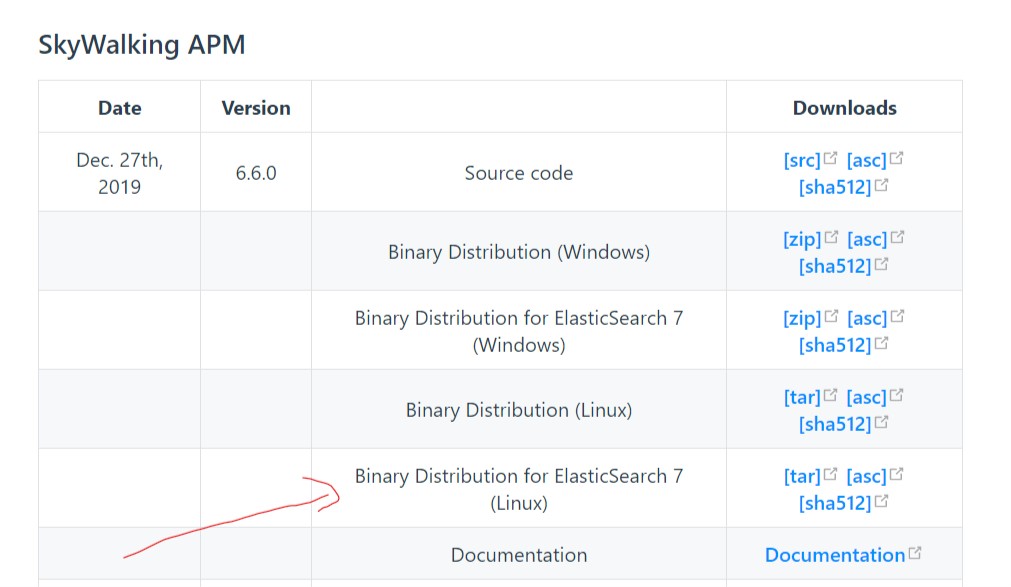 SkyWalking APM
Date Version Downloads
Dec. 27th,
2019
6.6.0
Source code
[src] [asc]
[sha512]
Binary Distribution (Windows)
[zip] [asc]
[sha512]
Binary Distribution for ElasticSearch 7
(Windows)
[zip] [asc]
[sha512]
Binary Distribution (Linux)
[tar] [asc]
[sha512]
Binary Distribution for ElasticSearch 7
(Linux)
[tar] [asc]
[sha512]
Documentation
Documentation